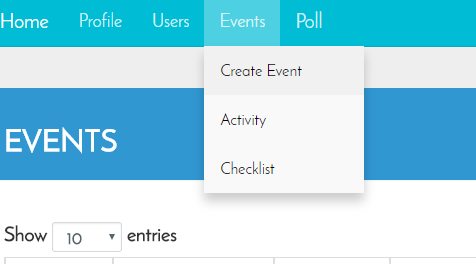 Home Profile Users Events Poll
Create Event
Activity
Checklist
EVENTS
Show 10 entries